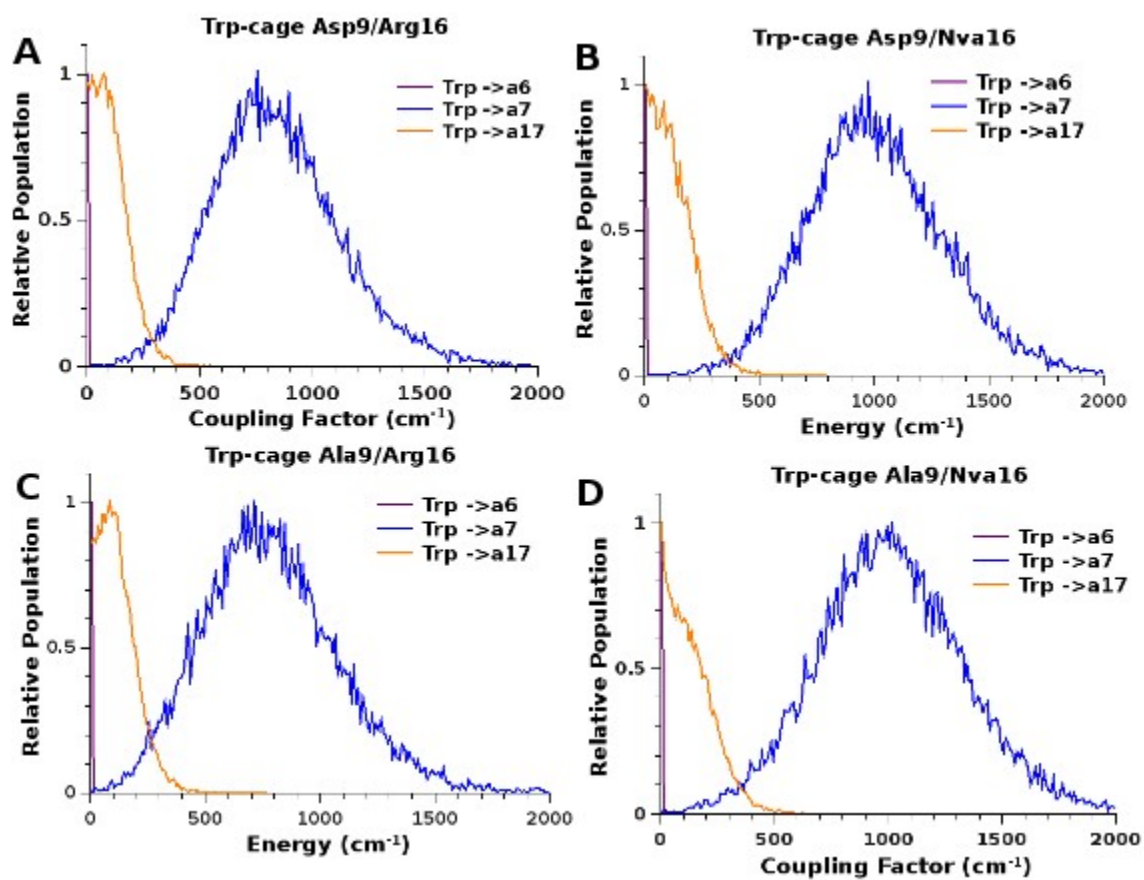 A
Trp-cage Asp9/Arg16
Trp ->a6
Trp ->a7
Trp ->a17
Relative Population
1
0.5
0
0 500 1000 1500 2000
Coupling Factor (cm⁻¹)
B
Trp-cage Asp9/Nva16
Trp ->a6
Trp ->a7
Trp ->a17
Relative Population
1
0.5
0
0 500 1000 1500 2000
Energy (cm⁻¹)
C
Trp-cage Ala9/Arg16
Trp ->a6
Trp ->a7
Trp ->a17
Relative Population
1
0.5
0
0 500 1000 1500 2000
Energy (cm⁻¹)
D
Trp-cage Ala9/Nva16
Trp ->a6
Trp ->a7
Trp ->a17
Relative Population
1
0.5
0
0 500 1000 1500 2000
Coupling Factor (cm⁻¹)